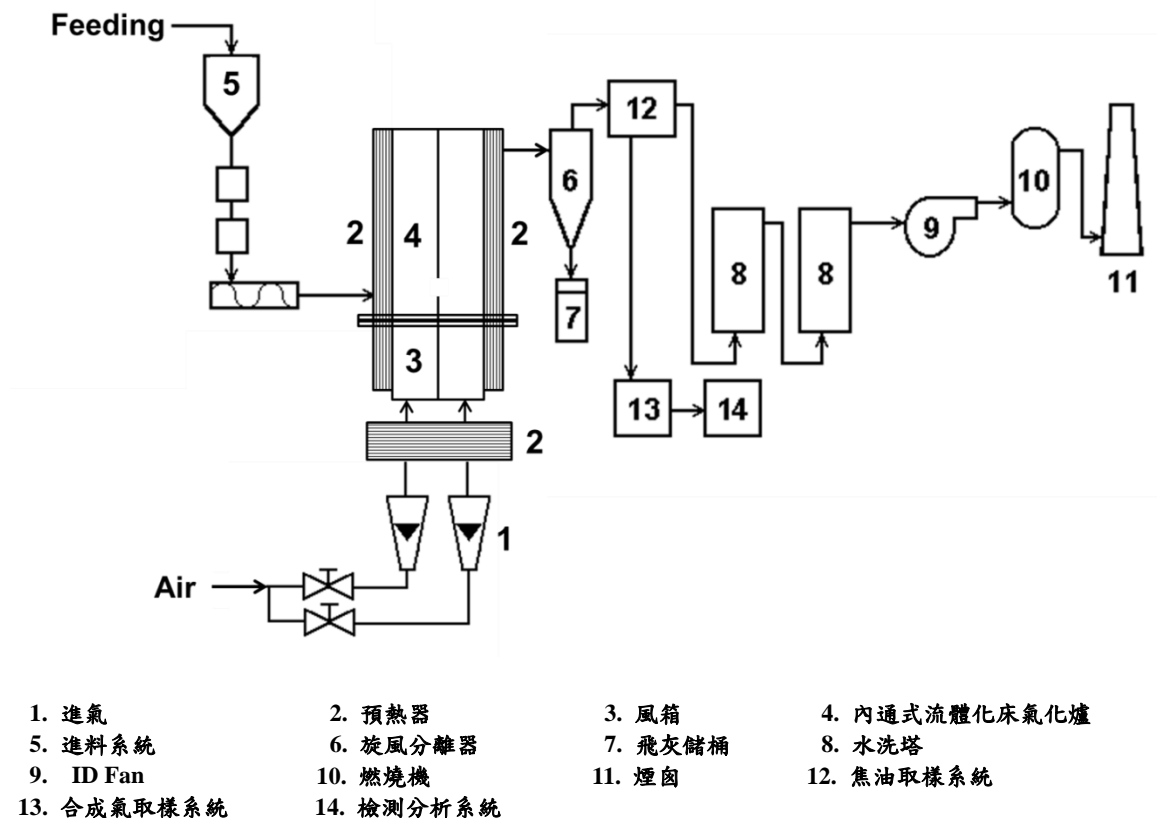 Feeding
5
12
6
10
2
4
2
9
8
8
11
7
3
13
14
2
1
Air
1. 進氣 2. 預熱器 3. 風箱 4. 內通式流體化床氣化爐
5. 進料系統 6. 旋風分離器 7. 飛灰儲桶 8. 水洗塔
9. ID Fan 10. 燃燒機 11. 煙囪 12. 焦油取樣系統
13. 合成氣取樣系統 14. 檢測分析系統